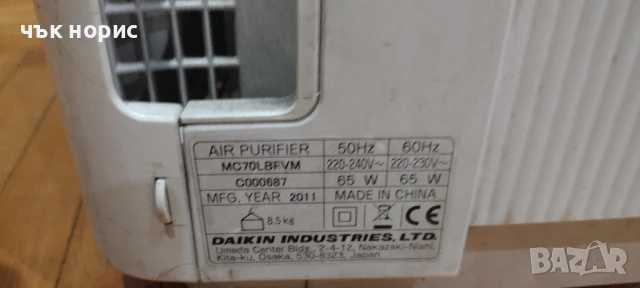 чък норис
AIR PURIFIER 50Hz 60Hz
MC70LBFVM 220-240V~ 220-230V~
C000687 65 W 65 W
MFG. YEAR 2011 MADE IN CHINA
8.5kg CE
DAIKIN INDUSTRIES, LTD.
Umeda Center Bldg., 2-4-12, Nakazaki-Nishi,
Kita-ku, Osaka, 530-8323, Japan
BAZAR